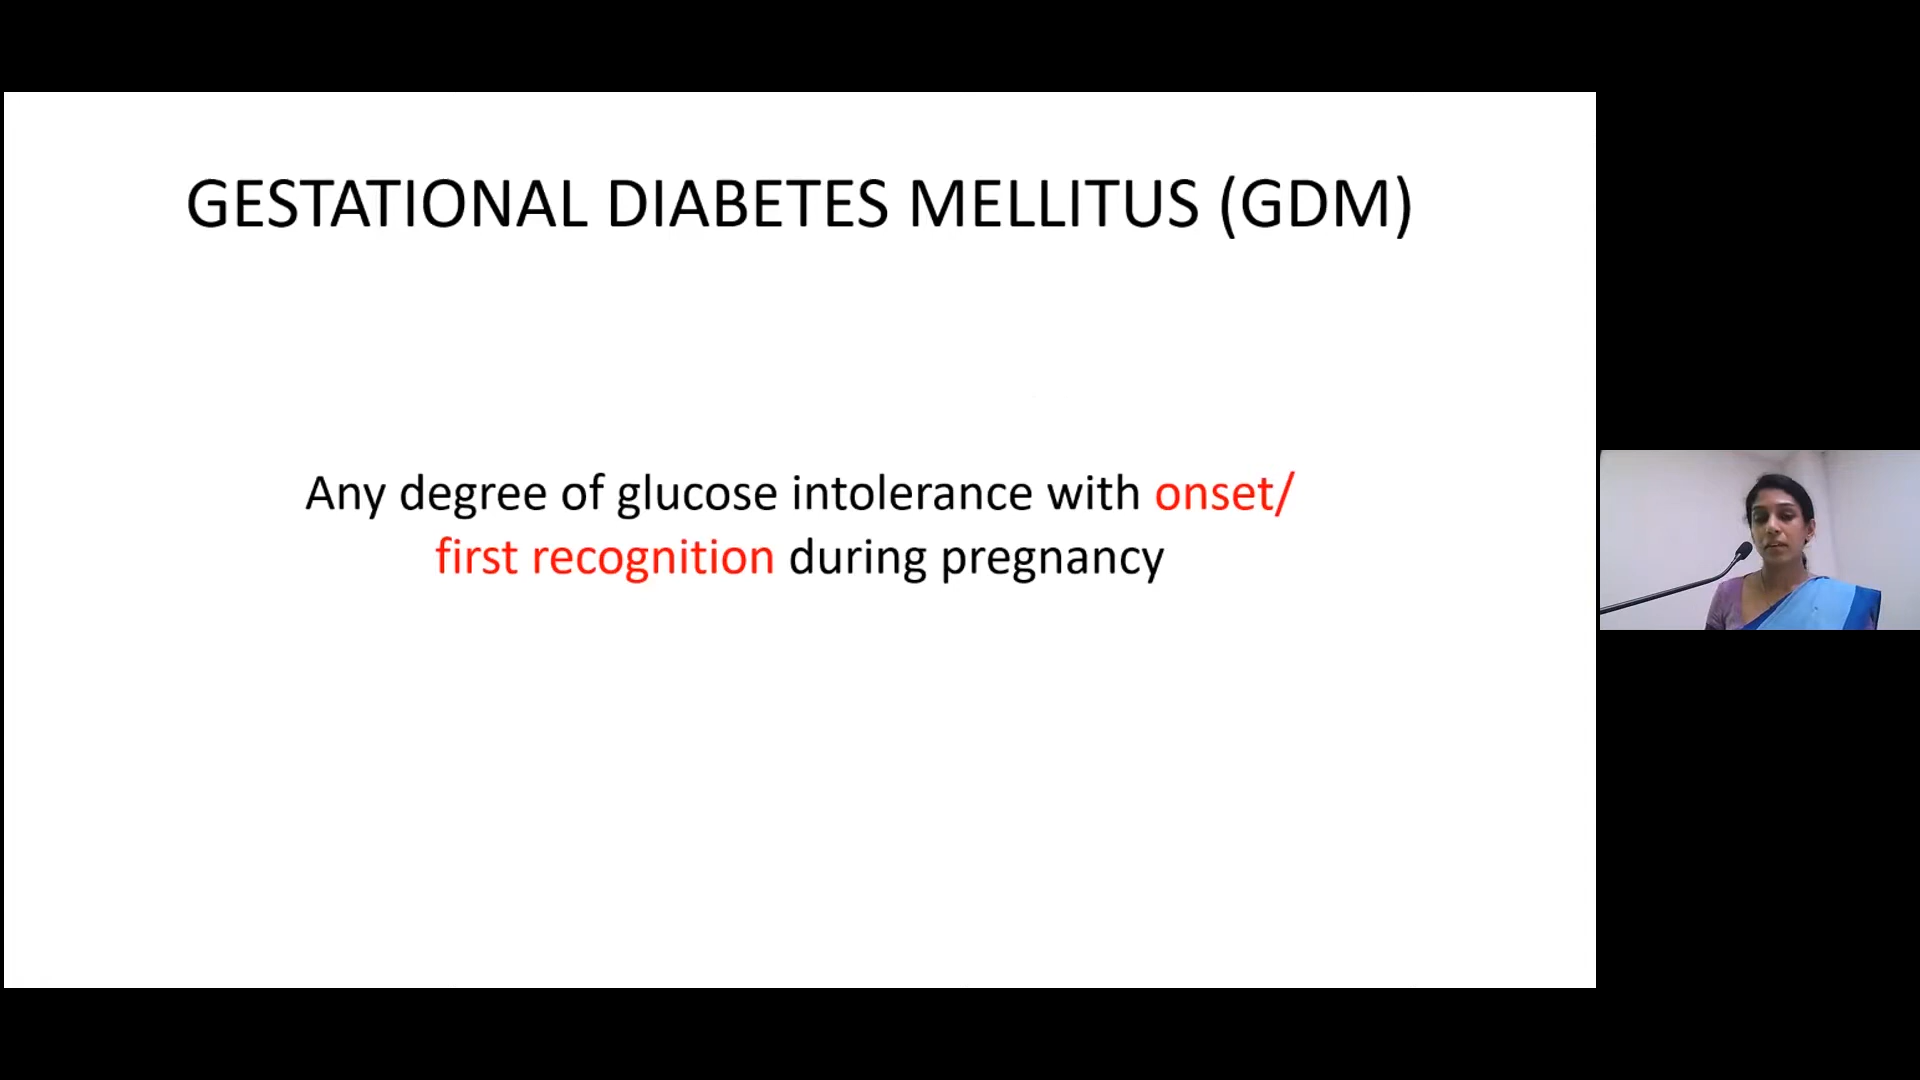 GESTATIONAL DIABETES MELLITUS (GDM)
Any degree of glucose intolerance with onset/
first recognition during pregnancy